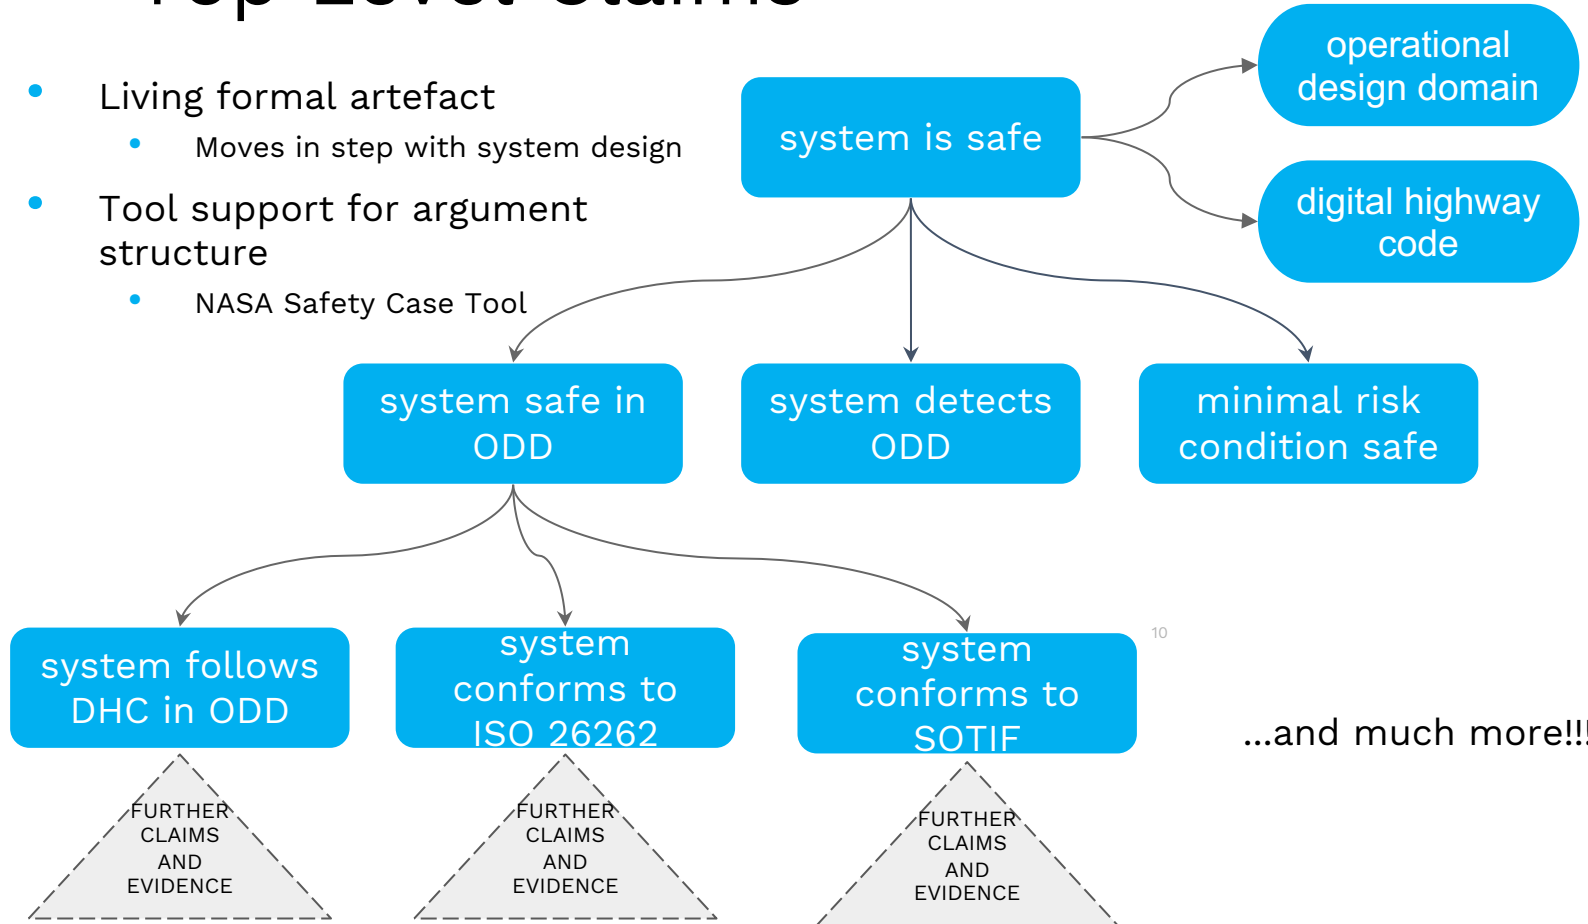 Top Level Claims
Living formal artefact
Moves in step with system design
Tool support for argument
structure
NASA Safety Case Tool
system is safe
operational
design domain
digital highway
code
system safe in
ODD
system detects
ODD
minimal risk
condition safe
system follows
DHC in ODD
system
conforms to
ISO 26262
system
conforms to
SOTIF
10
...and much more!!!
FURTHER
CLAIMS
AND
EVIDENCE
FURTHER
CLAIMS
AND
EVIDENCE
FURTHER
CLAIMS
AND
EVIDENCE